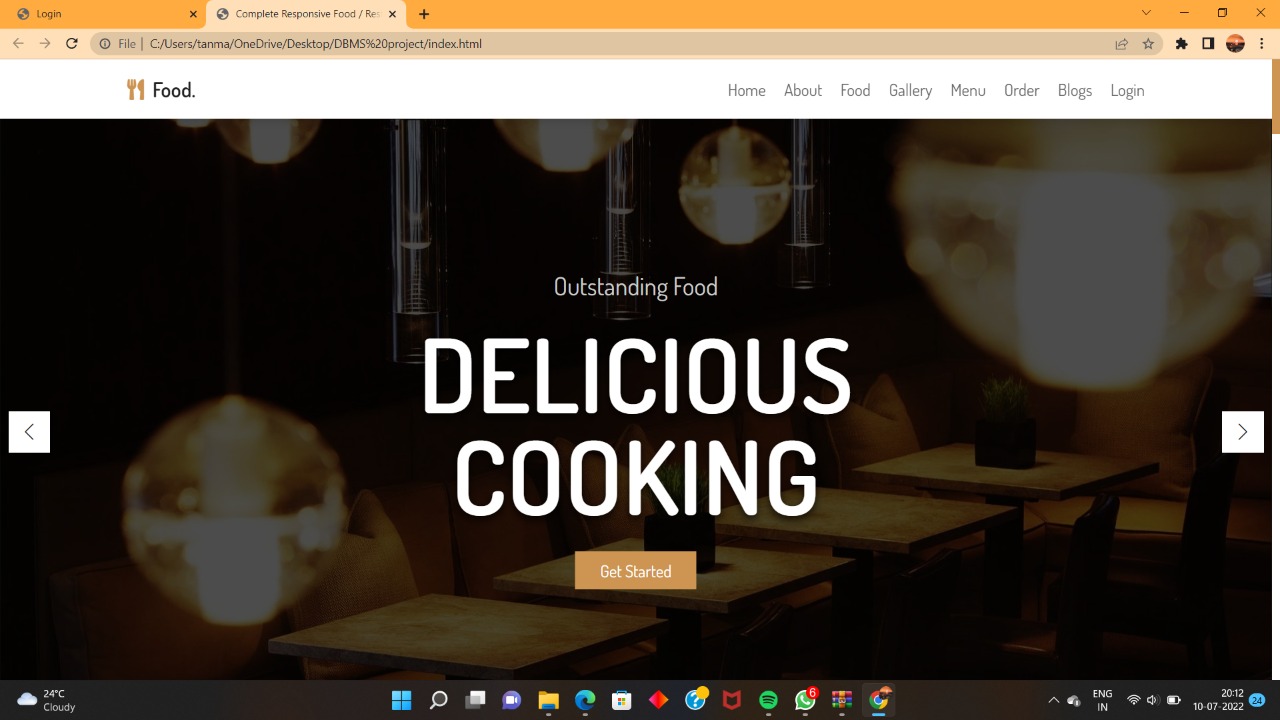 Login
Complete Responsive Food / Res
File | C:/Users/tanma/OneDrive/Desktop/DBMS%20project/index.html
Food.
Home About Food Gallery Menu Order Blogs Login
Outstanding Food
DELICIOUS
COOKING
Get Started
24°C
Cloudy
6
ENG
IN
20:12
10-07-2022
24